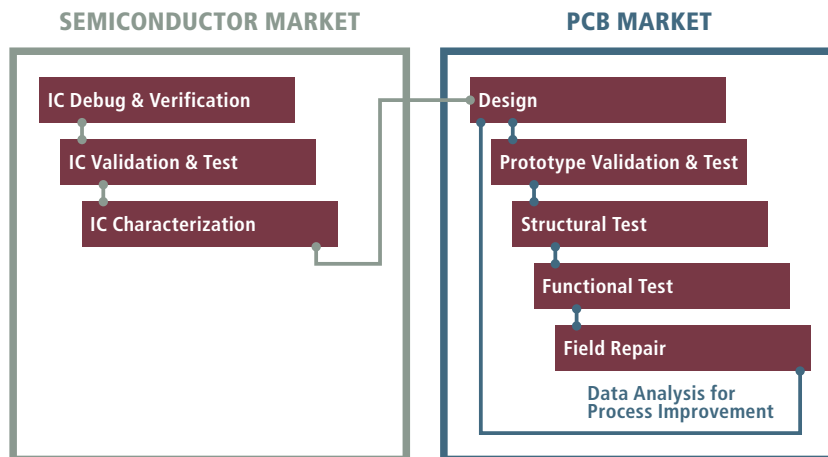 SEMICONDUCTOR MARKET
PCB MARKET
IC Debug & Verification
IC Validation & Test
IC Characterization
Design
Prototype Validation & Test
Structural Test
Functional Test
Field Repair
Data Analysis for
Process Improvement